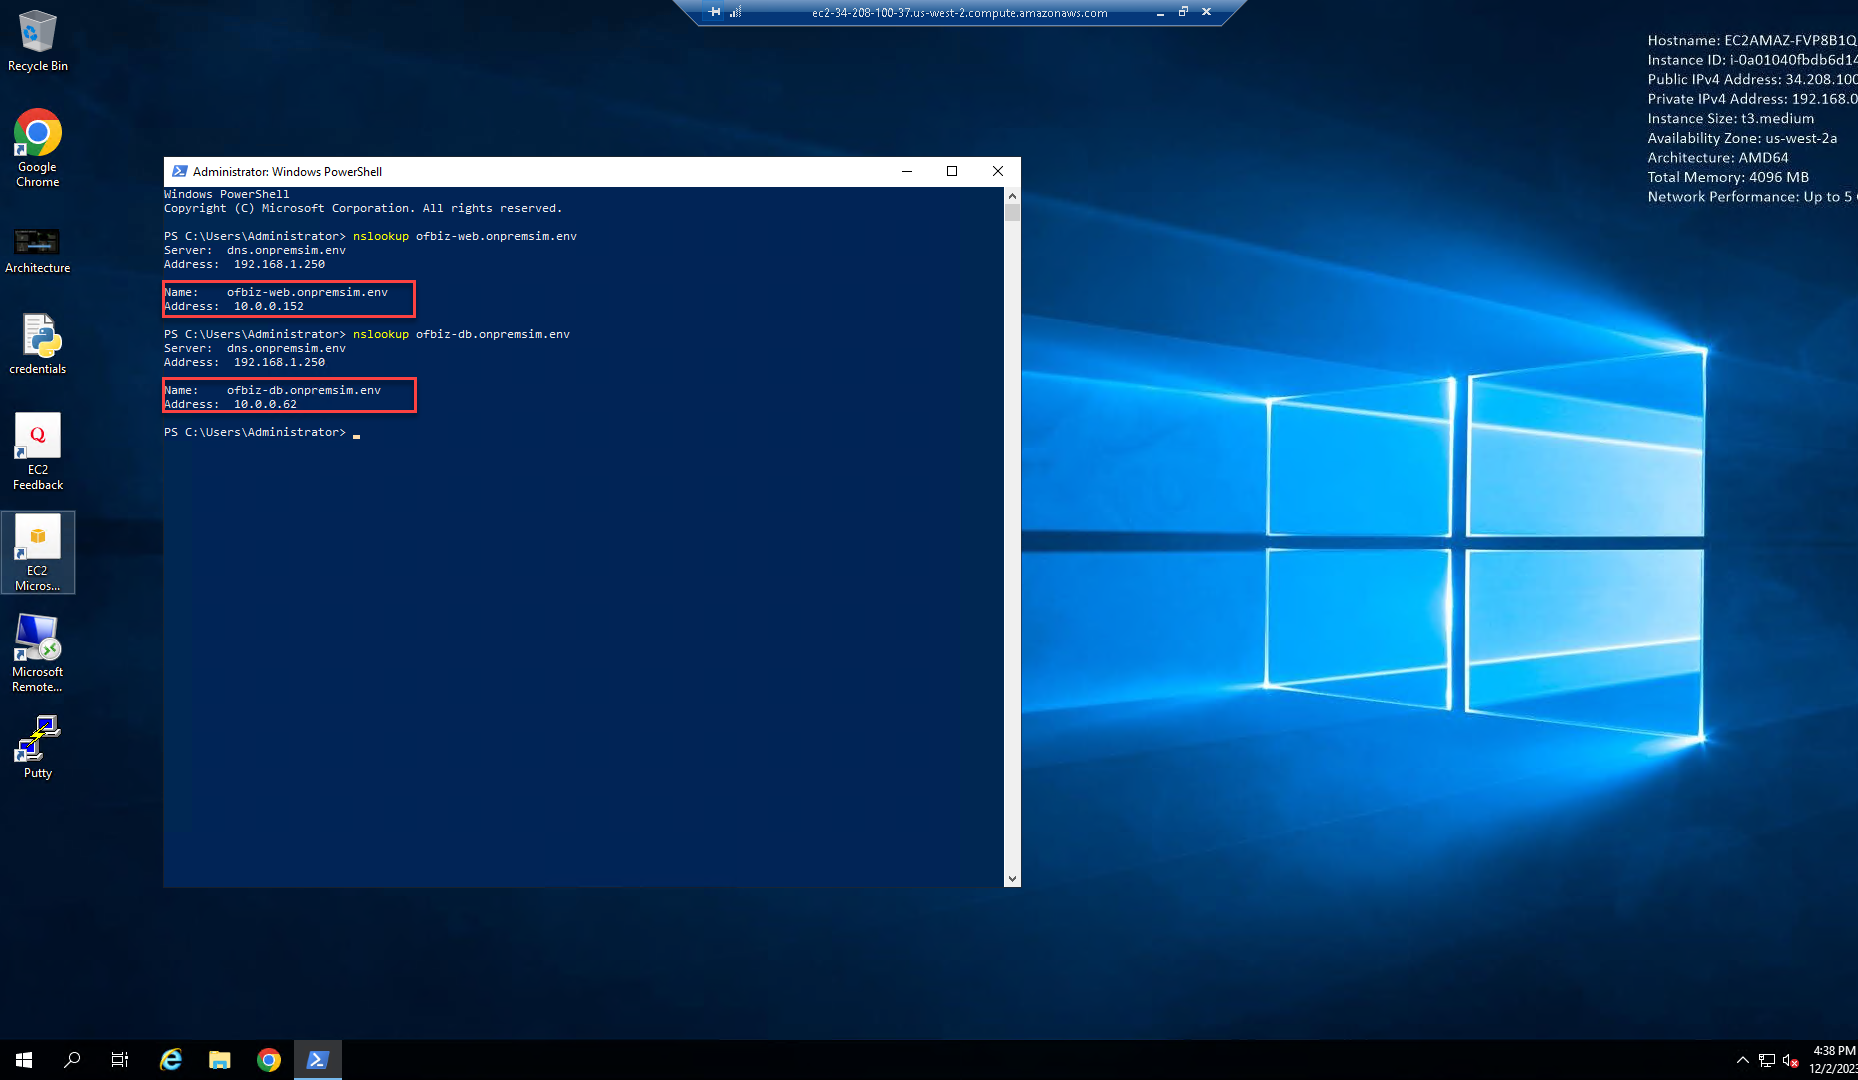 ec2-34-208-100-37.us-west-2.compute.amazonaws.com
Recycle Bin
Google
Chrome
Architecture
credentials
Q
EC2
Feedback
EC2
Micros...
Microsoft
Remote...
Putty
Hostname: EC2AMAZ-FVP8B1Q
Instance ID: i-0a01040fbdb6d14
Public IPv4 Address: 34.208.100
Private IPv4 Address: 192.168.0
Instance Size: t3.medium
Availability Zone: us-west-2a
Architecture: AMD64
Total Memory: 4096 MB
Network Performance: Up to 5
Administrator: Windows PowerShell
Windows PowerShell
Copyright (C) Microsoft Corporation. All rights reserved.
PS C:\Users\Administrator> nslookup ofbiz-web.onpremsim.env
Server:  dns.onpremsim.env
Address:  192.168.1.250
Name:    ofbiz-web.onpremsim.env
Address:  10.0.0.152
PS C:\Users\Administrator> nslookup ofbiz-db.onpremsim.env
Server:  dns.onpremsim.env
Address:  192.168.1.250
Name:    ofbiz-db.onpremsim.env
Address:  10.0.0.62
PS C:\Users\Administrator>
4:38 PM
12/2/2023